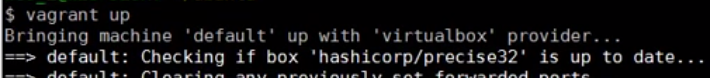 $ vagrant up
Bringing machine 'default' up with 'virtualbox' provider...
==> default: Checking if box 'hashicorp/precise32' is up to date...
==> default: Clearing any previously set forwarded ports